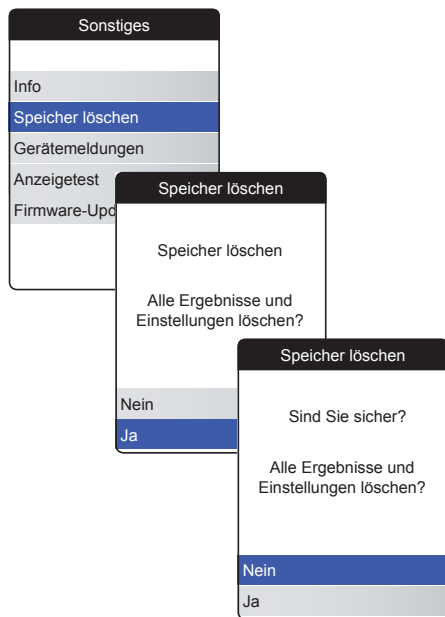 Sonstiges
Info
Speicher löschen
Gerätemeldungen
Anzeigetest
Firmware-Upd
Speicher löschen
Speicher löschen
Alle Ergebnisse und
Einstellungen löschen?
Nein
Ja
Speicher löschen
Sind Sie sicher?
Alle Ergebnisse und
Einstellungen löschen?
Nein
Ja